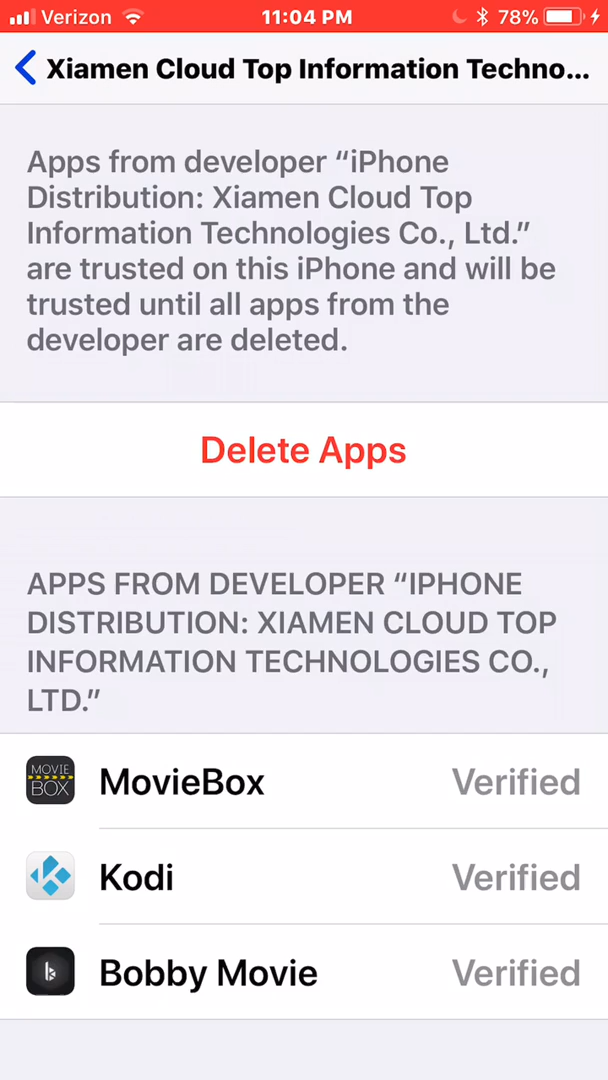 Verizon 11:04 PM 78%
Xiamen Cloud Top Information Techno...
Apps from developer “iPhone
Distribution: Xiamen Cloud Top
Information Technologies Co., Ltd.”
are trusted on this iPhone and will be
trusted until all apps from the
developer are deleted.
Delete Apps
APPS FROM DEVELOPER “IPHONE
DISTRIBUTION: XIAMEN CLOUD TOP
INFORMATION TECHNOLOGIES CO.,
LTD.”
MOVIE
BOX
MovieBox Verified
Kodi Verified
b
Bobby Movie Verified